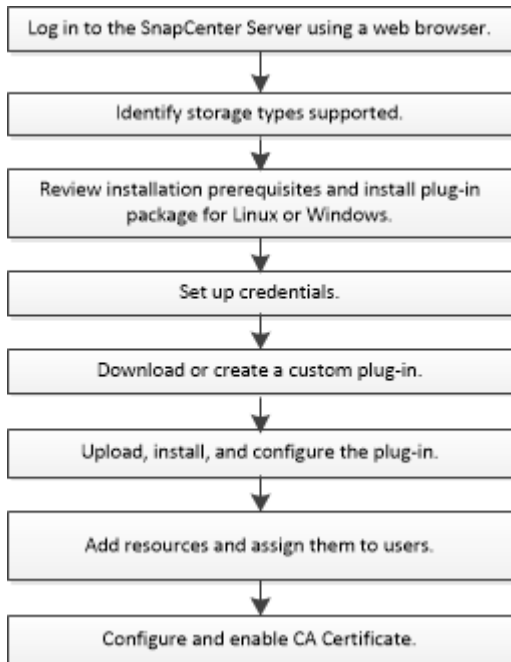 Log in to the SnapCenter Server using a web browser.
Identify storage types supported.
Review installation prerequisites and install plug-in
package for Linux or Windows.
Set up credentials.
Download or create a custom plug-in.
Upload, install, and configure the plug-in.
Add resources and assign them to users.
Configure and enable CA Certificate.